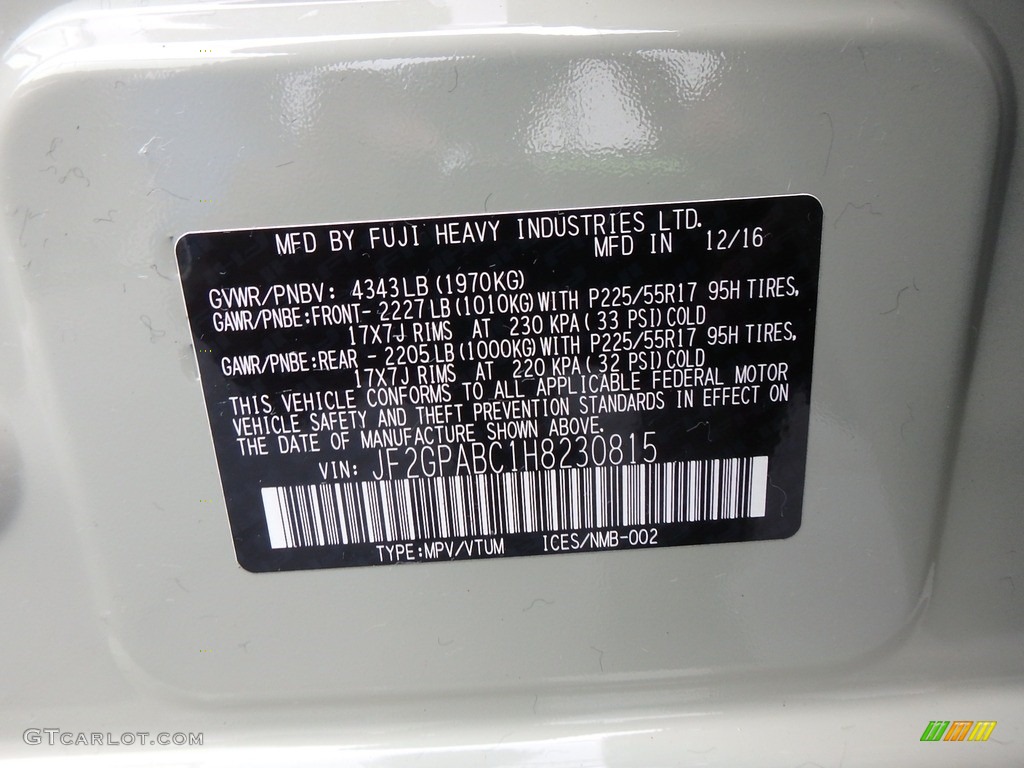 MFD BY FUJI HEAVY INDUSTRIES LTD.
MFD IN 12/16
GVWR/PNBV: 4343LB(1970KG)
GAWR/PNBE:FRONT- 2227LB(1010KG)WITH P225/55R17 95H TIRES,
17X7J RIMS AT 230 KPA(33 PSI)COLD
GAWR/PNBE:REAR - 2205LB(1000KG)WITH P225/55R17 95H TIRES,
17X7J RIMS AT 220 KPA(32 PSI)COLD
THIS VEHICLE CONFORMS TO ALL APPLICABLE FEDERAL MOTOR
VEHICLE SAFETY AND THEFT PREVENTION STANDARDS IN EFFECT ON
THE DATE OF MANUFACTURE SHOWN ABOVE.
VIN: JF2GPABC1H8230815
TYPE:MPV/VTUM ICES/NMB-002
GTCARLOT.COM